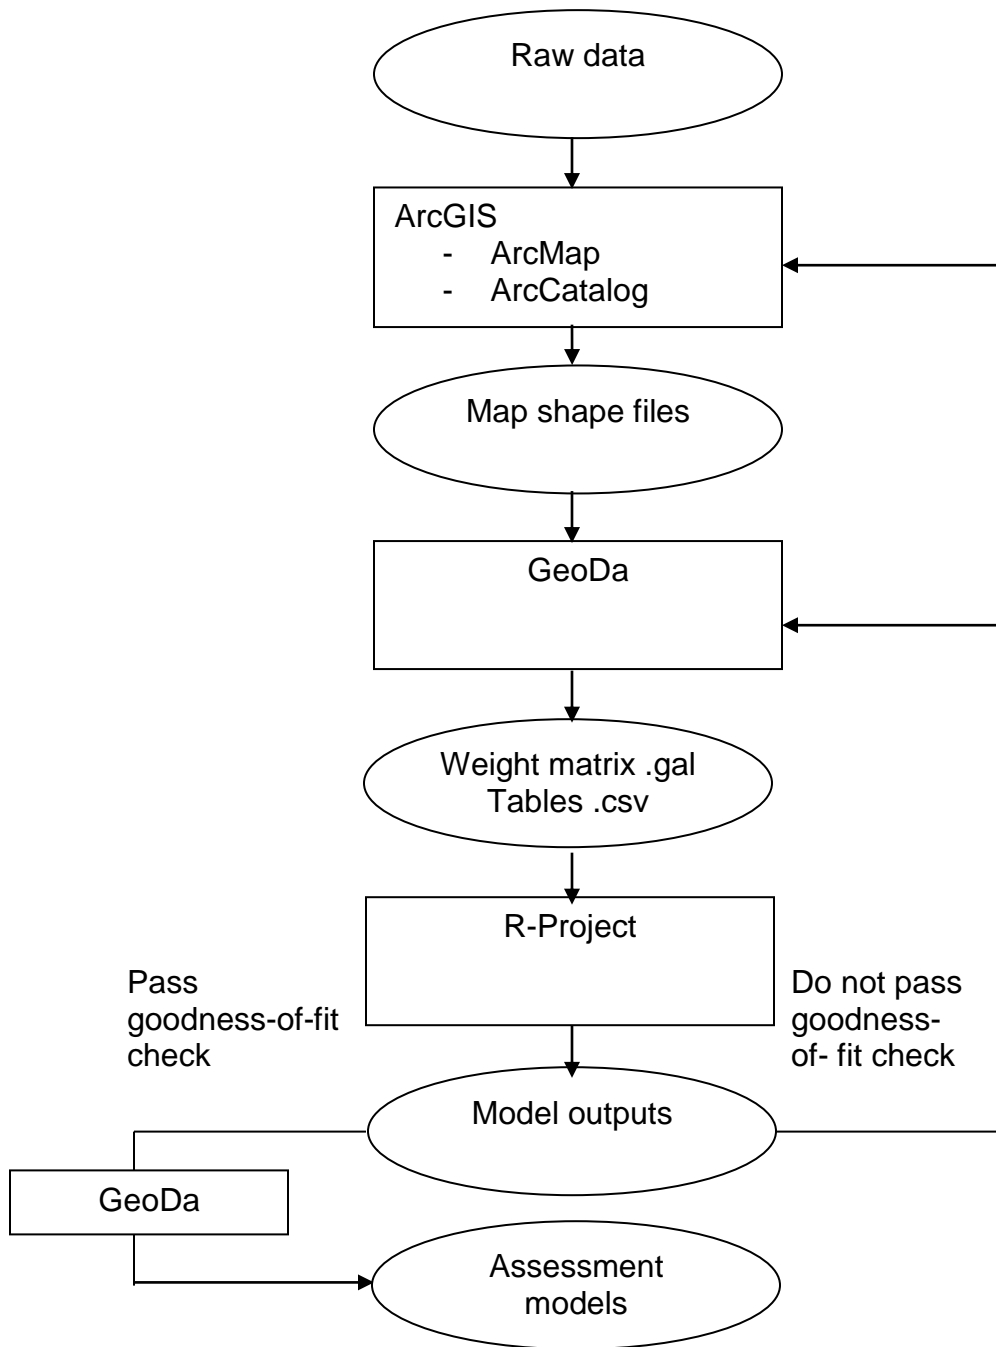 Raw data
ArcGIS
- ArcMap
- ArcCatalog
Map shape files
GeoDa
Weight matrix .gal
Tables .csv
R-Project
Pass
goodness-of-fit
check
Do not pass
goodness-
of- fit check
Model outputs
GeoDa
Assessment
models